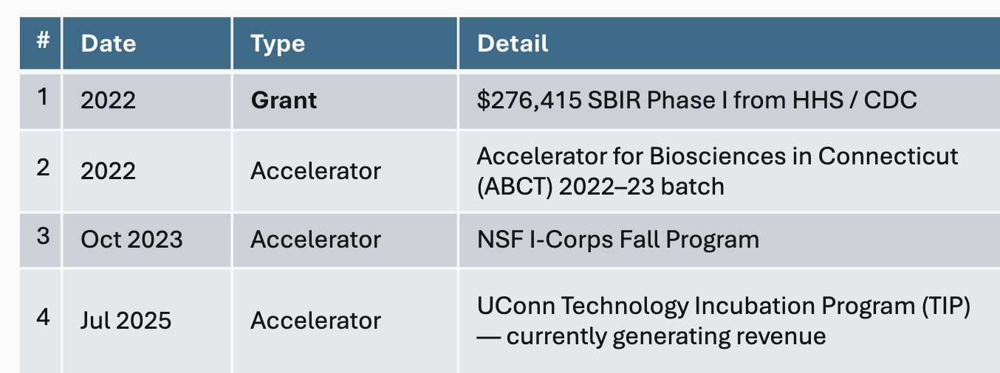 # Date Type Detail
1 2022 Grant $276,415 SBIR Phase I from HHS / CDC
2 2022 Accelerator Accelerator for Biosciences in Connecticut
(ABCT) 2022–23 batch
3 Oct 2023 Accelerator NSF I-Corps Fall Program
4 Jul 2025 Accelerator UConn Technology Incubation Program (TIP)
— currently generating revenue